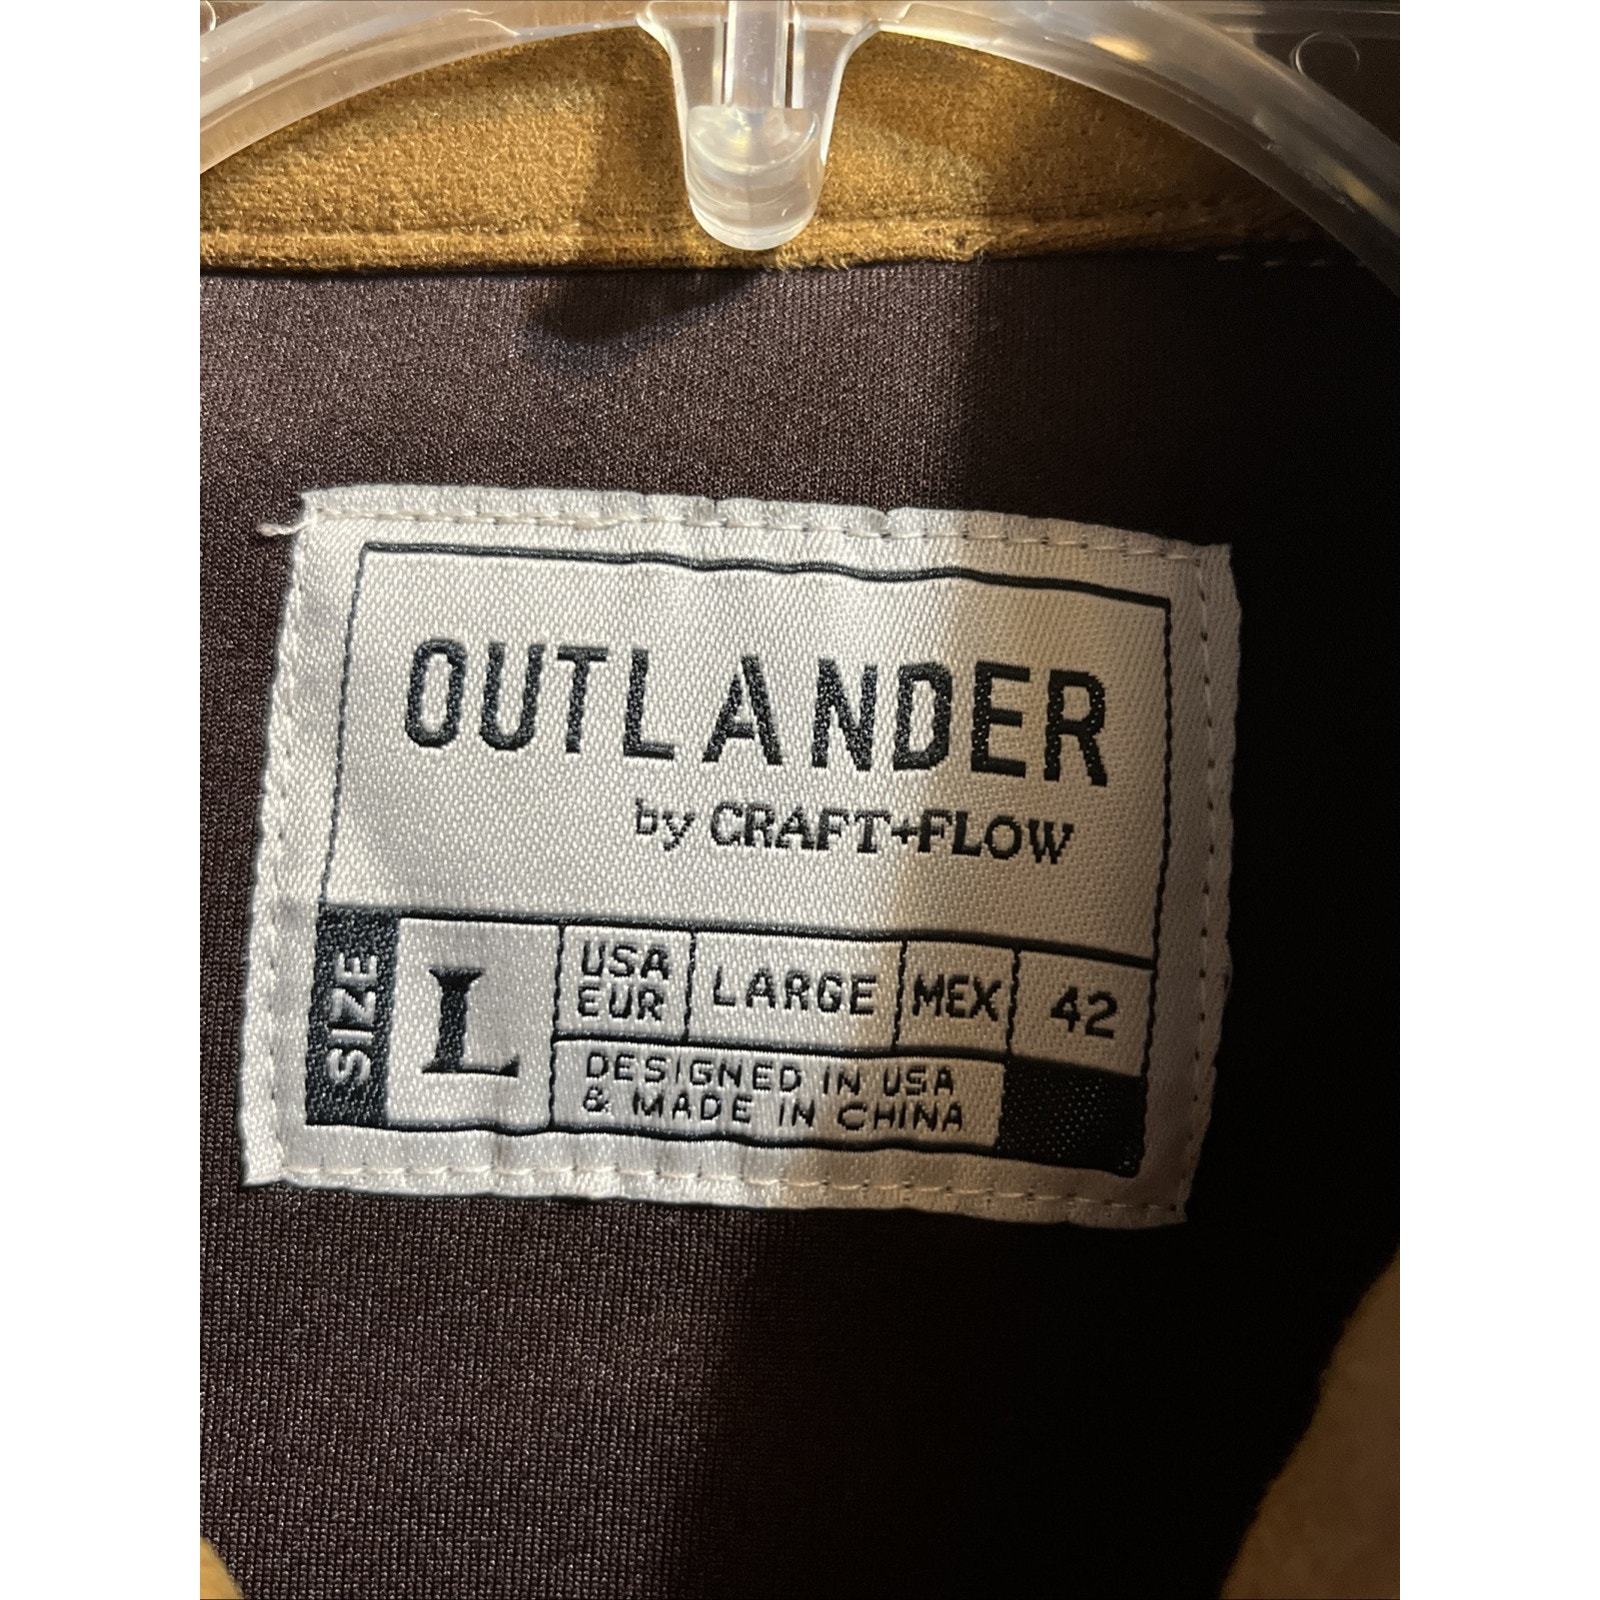 OUTLANDER
by CRAFT+FLOW
SIZE
L
USA
EUR
LARGE
MEX
42
DESIGNED IN USA
& MADE IN CHINA